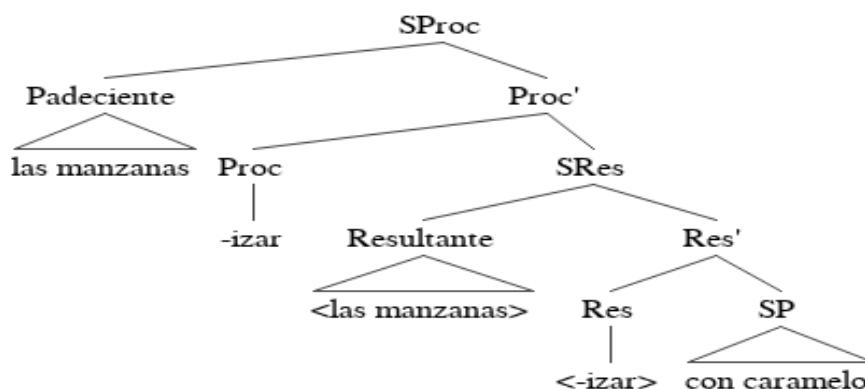 SProc
Padeciente Proc'
las manzanas Proc SRes
-izar Resultante Res'
<las manzanas> Res SP
<-izar> con caramelo